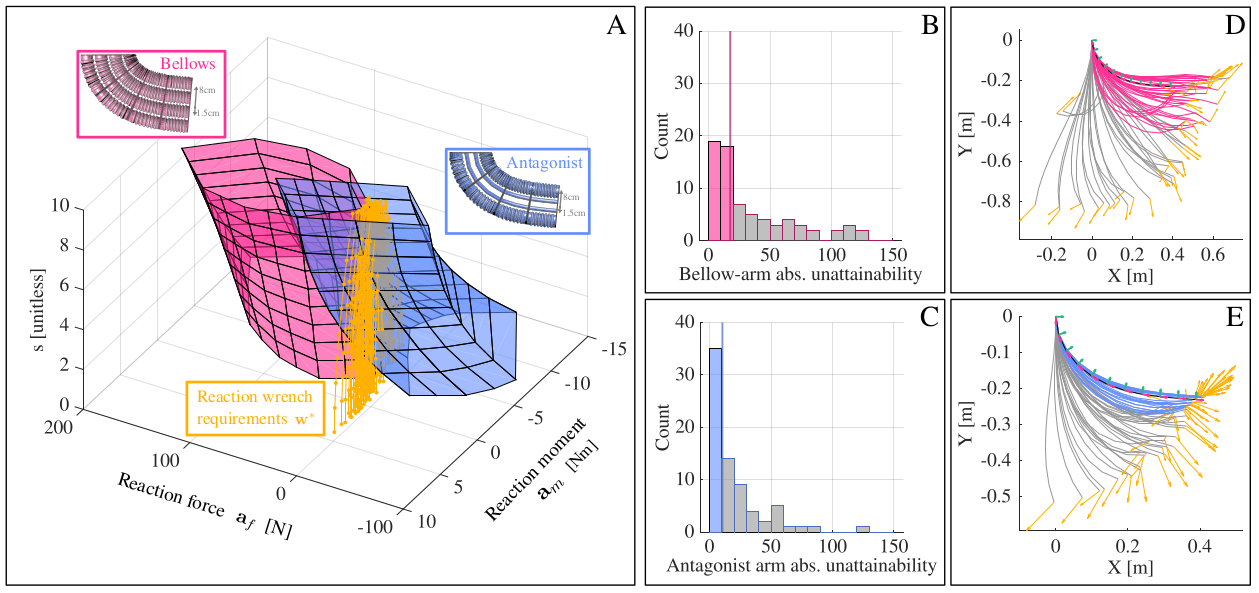 A
Bellows
8cm
1.5cm
Antagonist
8cm
1.5cm
10
8
6
4
2
0
s [unitless]
Reaction wrench
requirements w*
200
100
0
-100
Reaction force a_f [N]
10
5
0
-5
-10
-15
Reaction moment
a_m [Nm]
B
40
30
20
10
0
Count
0
50
100
150
Bellow-arm abs. unattainability
C
40
30
20
10
0
Count
0
50
100
150
Antagonist arm abs. unattainability
D
0
-0.2
-0.4
-0.6
-0.8
Y [m]
-0.2
0
0.2
0.4
0.6
X [m]
E
0
-0.1
-0.2
-0.3
-0.4
-0.5
Y [m]
0
0.2
0.4
X [m]